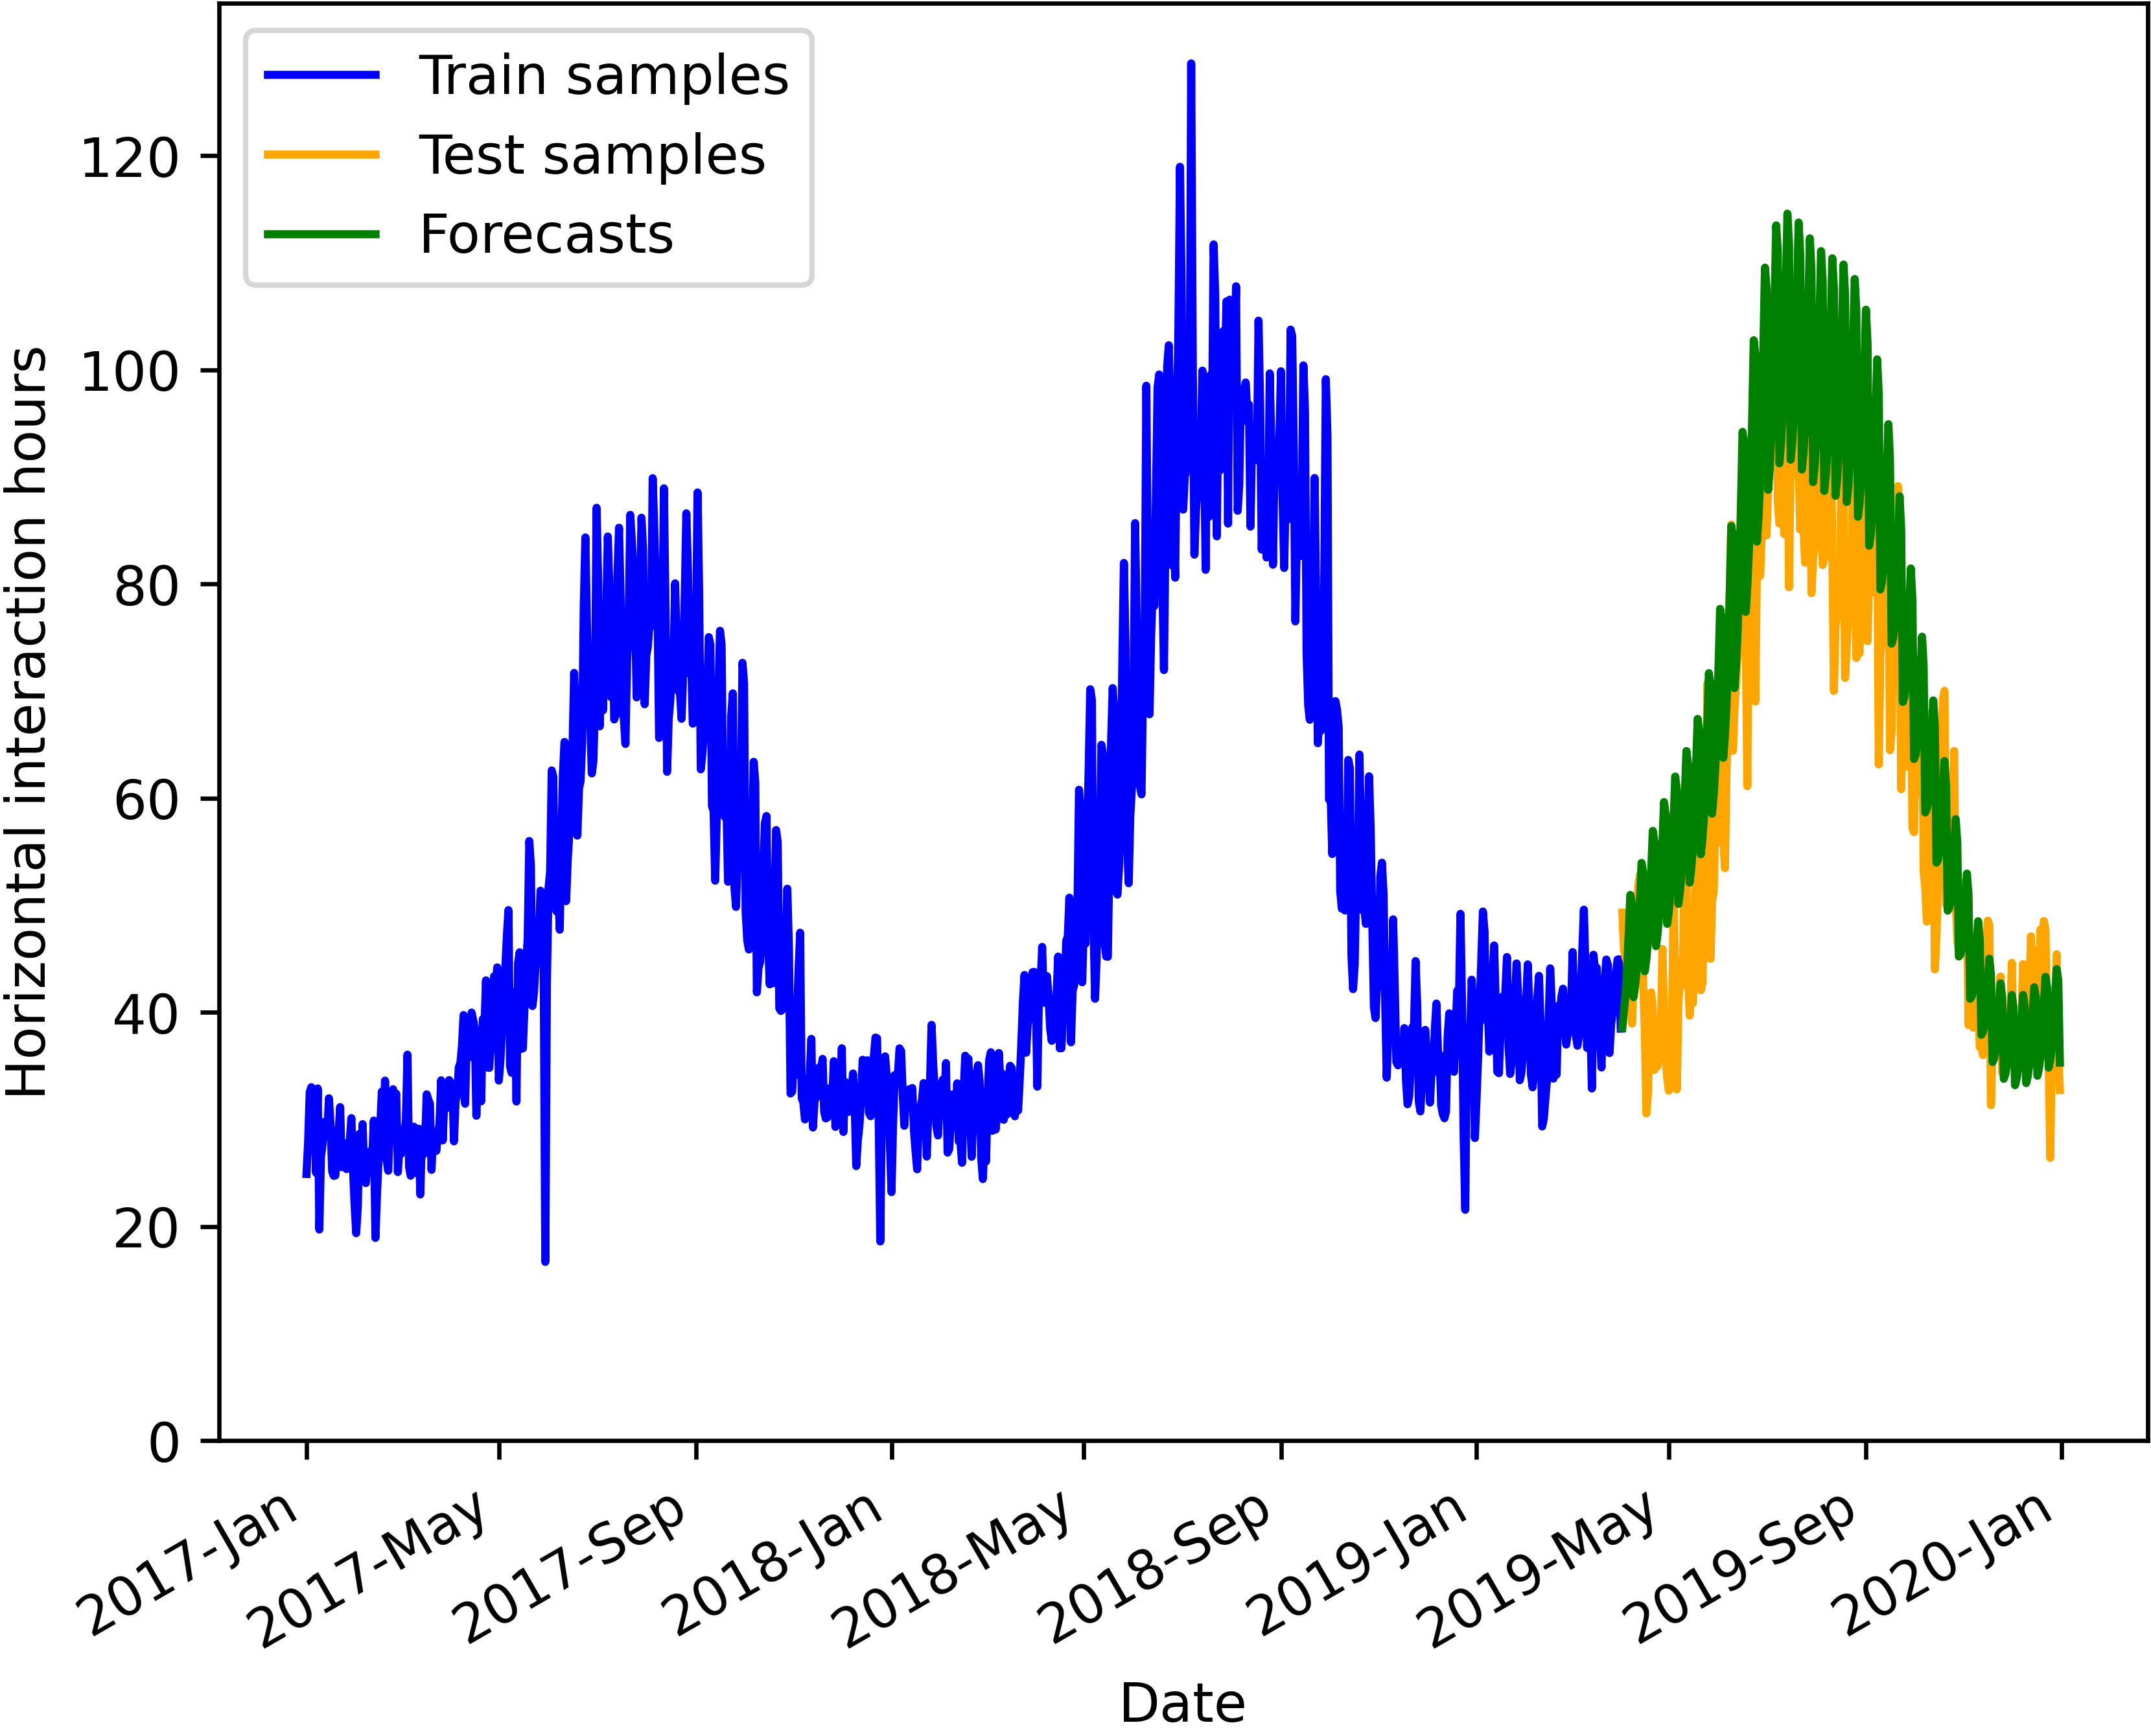 Train samples
Test samples
Forecasts
120
100
80
60
40
20
0
Horizontal interaction hours
2017-Jan
2017-May
2017-Sep
2018-Jan
2018-May
2018-Sep
2019-Jan
2019-May
2019-Sep
2020-Jan
Date